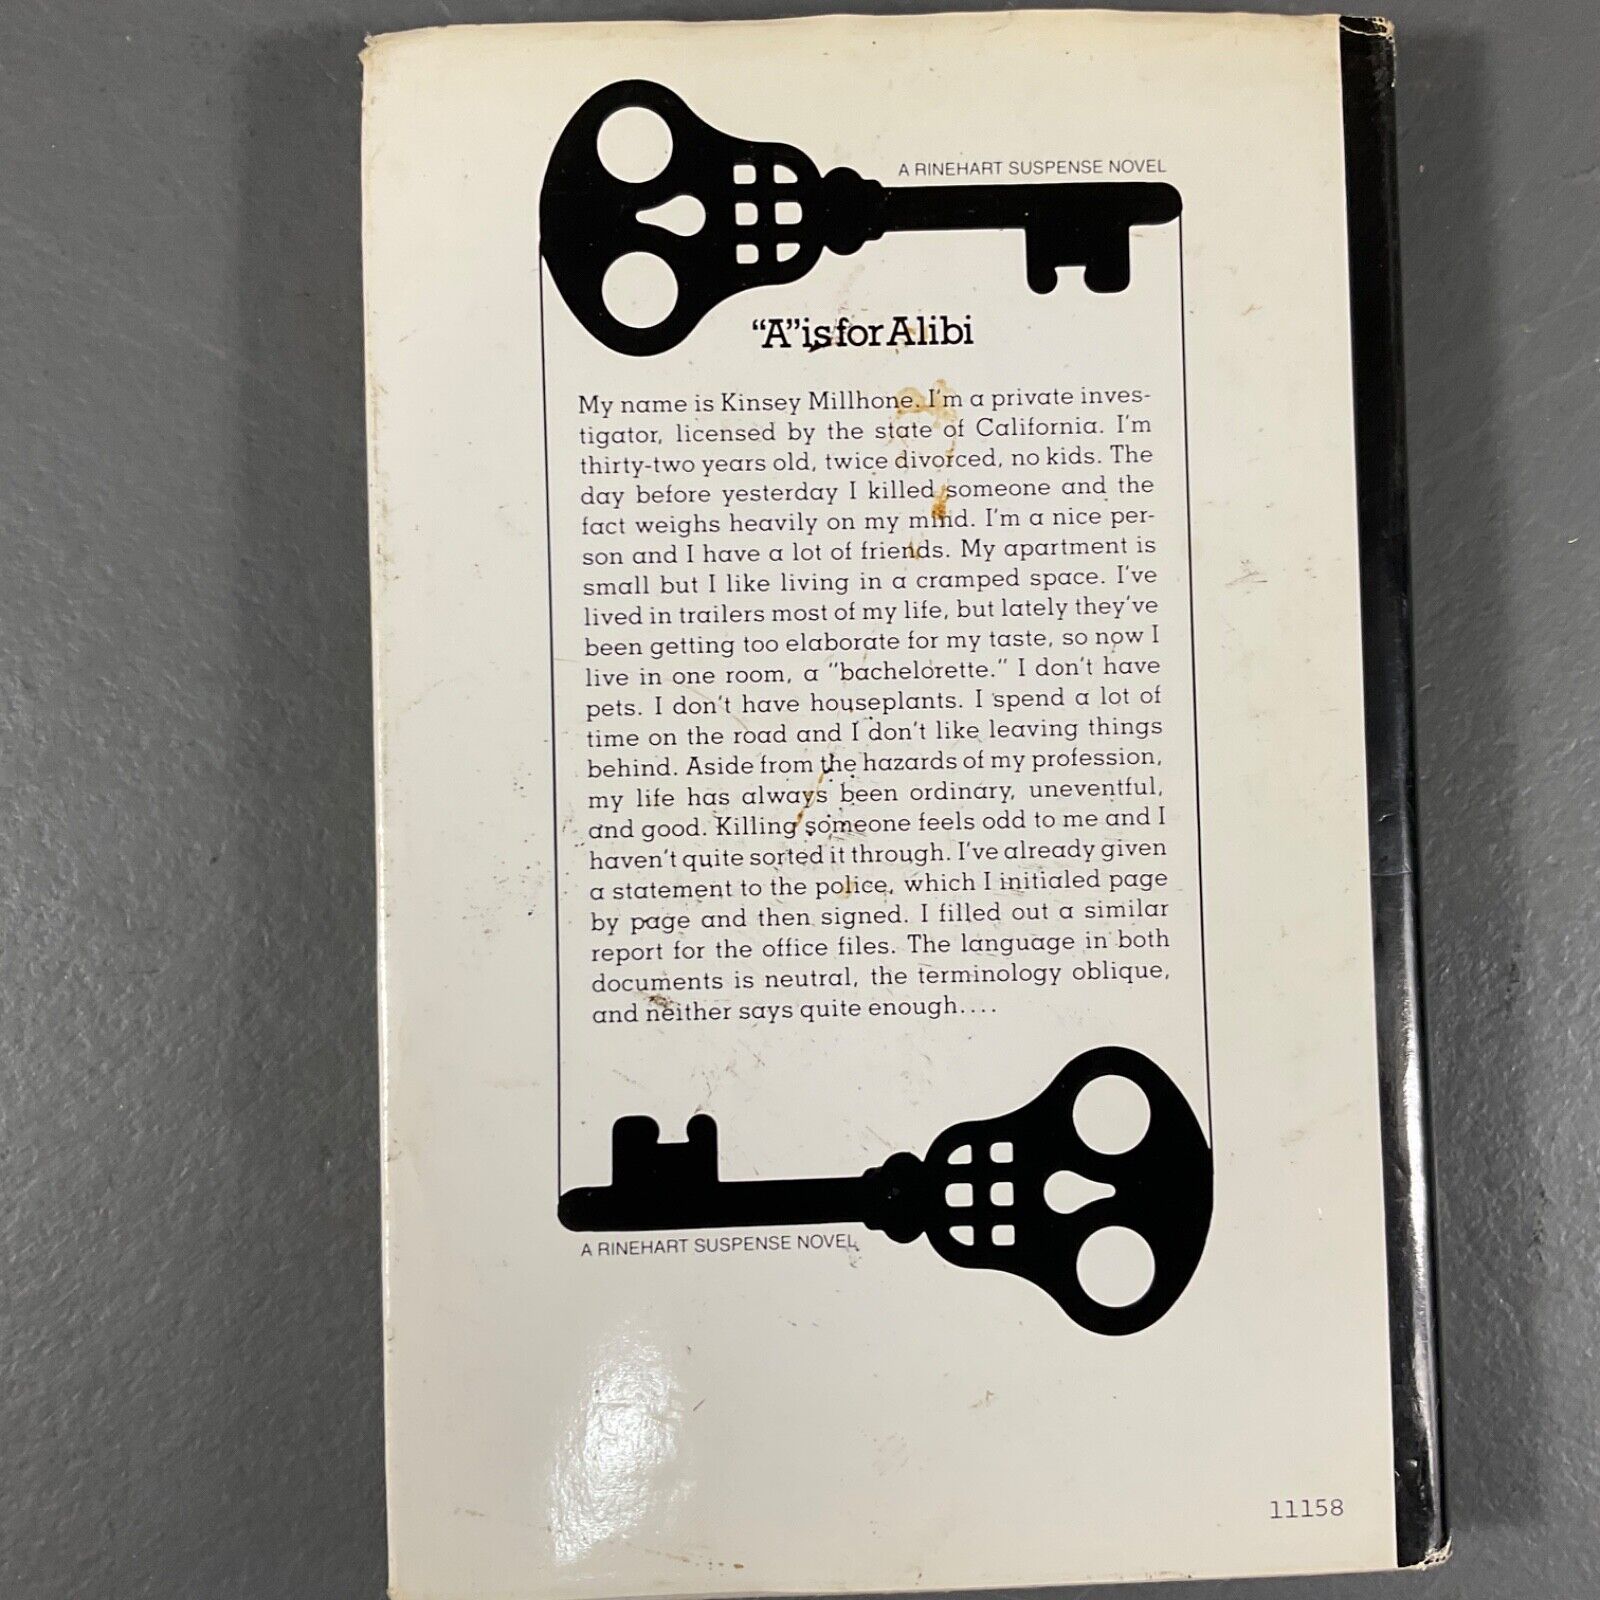 A RINEHART SUSPENSE NOVEL
“A” is for Alibi
My name is Kinsey Millhone. I'm a private inves-
tigator, licensed by the state of California. I'm
thirty-two years old, twice divorced, no kids. The
day before yesterday I killed someone and the
fact weighs heavily on my mind. I'm a nice per-
son and I have a lot of friends. My apartment is
small but I like living in a cramped space. I've
lived in trailers most of my life, but lately they've
been getting too elaborate for my taste, so now I
live in one room, a "bachelorette." I don't have
pets. I don't have houseplants. I spend a lot of
time on the road and I don't like leaving things
behind. Aside from the hazards of my profession,
my life has always been ordinary, uneventful,
and good. Killing someone feels odd to me and I
haven't quite sorted it through. I've already given
a statement to the police, which I initialed page
by page and then signed. I filled out a similar
report for the office files. The language in both
documents is neutral, the terminology oblique,
and neither says quite enough....
A RINEHART SUSPENSE NOVEL
11158